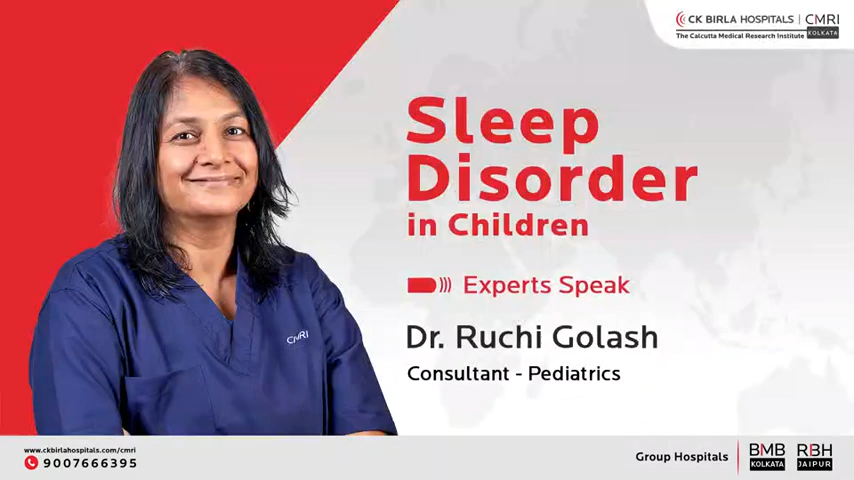 CK BIRLA HOSPITALS | CMRI
The Calcutta Medical Research Institute KOLKATA
Sleep
Disorder
in Children
Experts Speak
Dr. Ruchi Golash
Consultant - Pediatrics
CMRI
www.ckbirlahospitals.com/cmri
9007666395
Group Hospitals
BMB
KOLKATA
RBH
JAIPUR